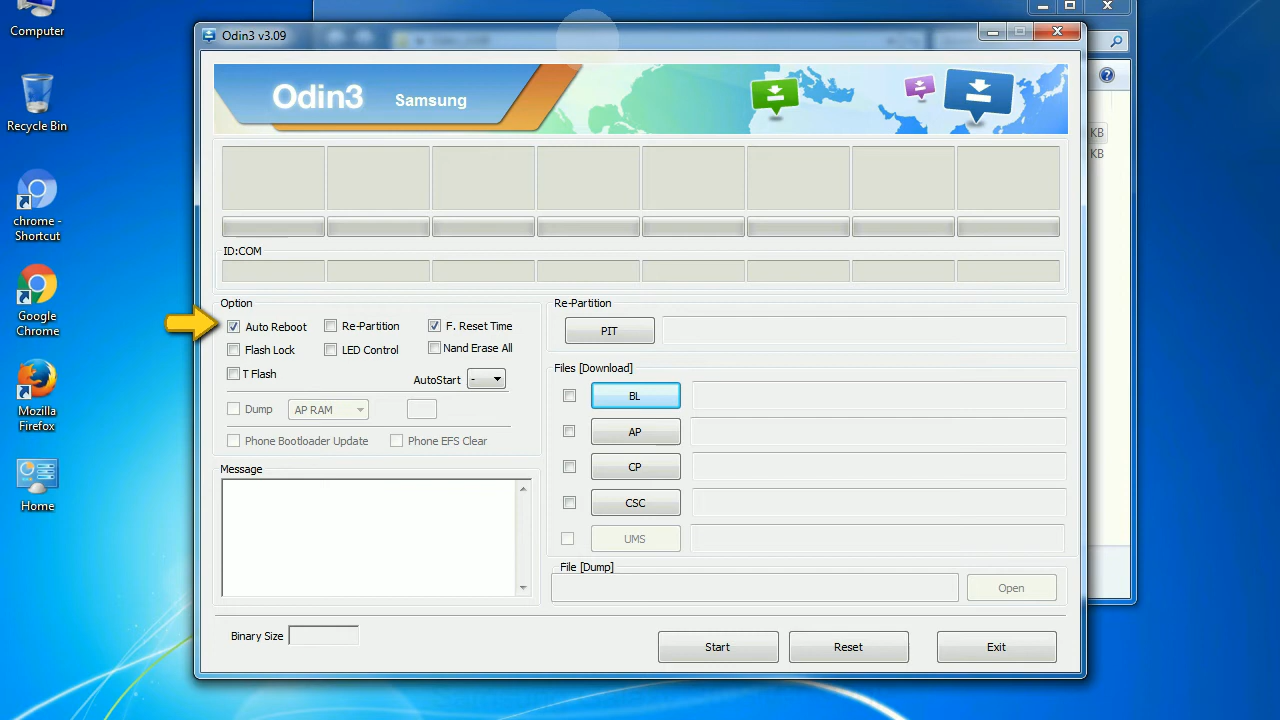 Computer
Recycle Bin
chrome -
Shortcut
Google
Chrome
Mozilla
Firefox
Home
Odin3 v3.09
Odin3 Samsung
KB
KB
ID:COM
Option
Auto Reboot Re-Partition F. Reset Time
Flash Lock LED Control Nand Erase All
T Flash
AutoStart -
Dump AP RAM
Phone Bootloader Update Phone EFS Clear
Message
Re-Partition
PIT
Files [Download]
BL
AP
CP
CSC
UMS
File [Dump]
Open
Binary Size
Start Reset Exit